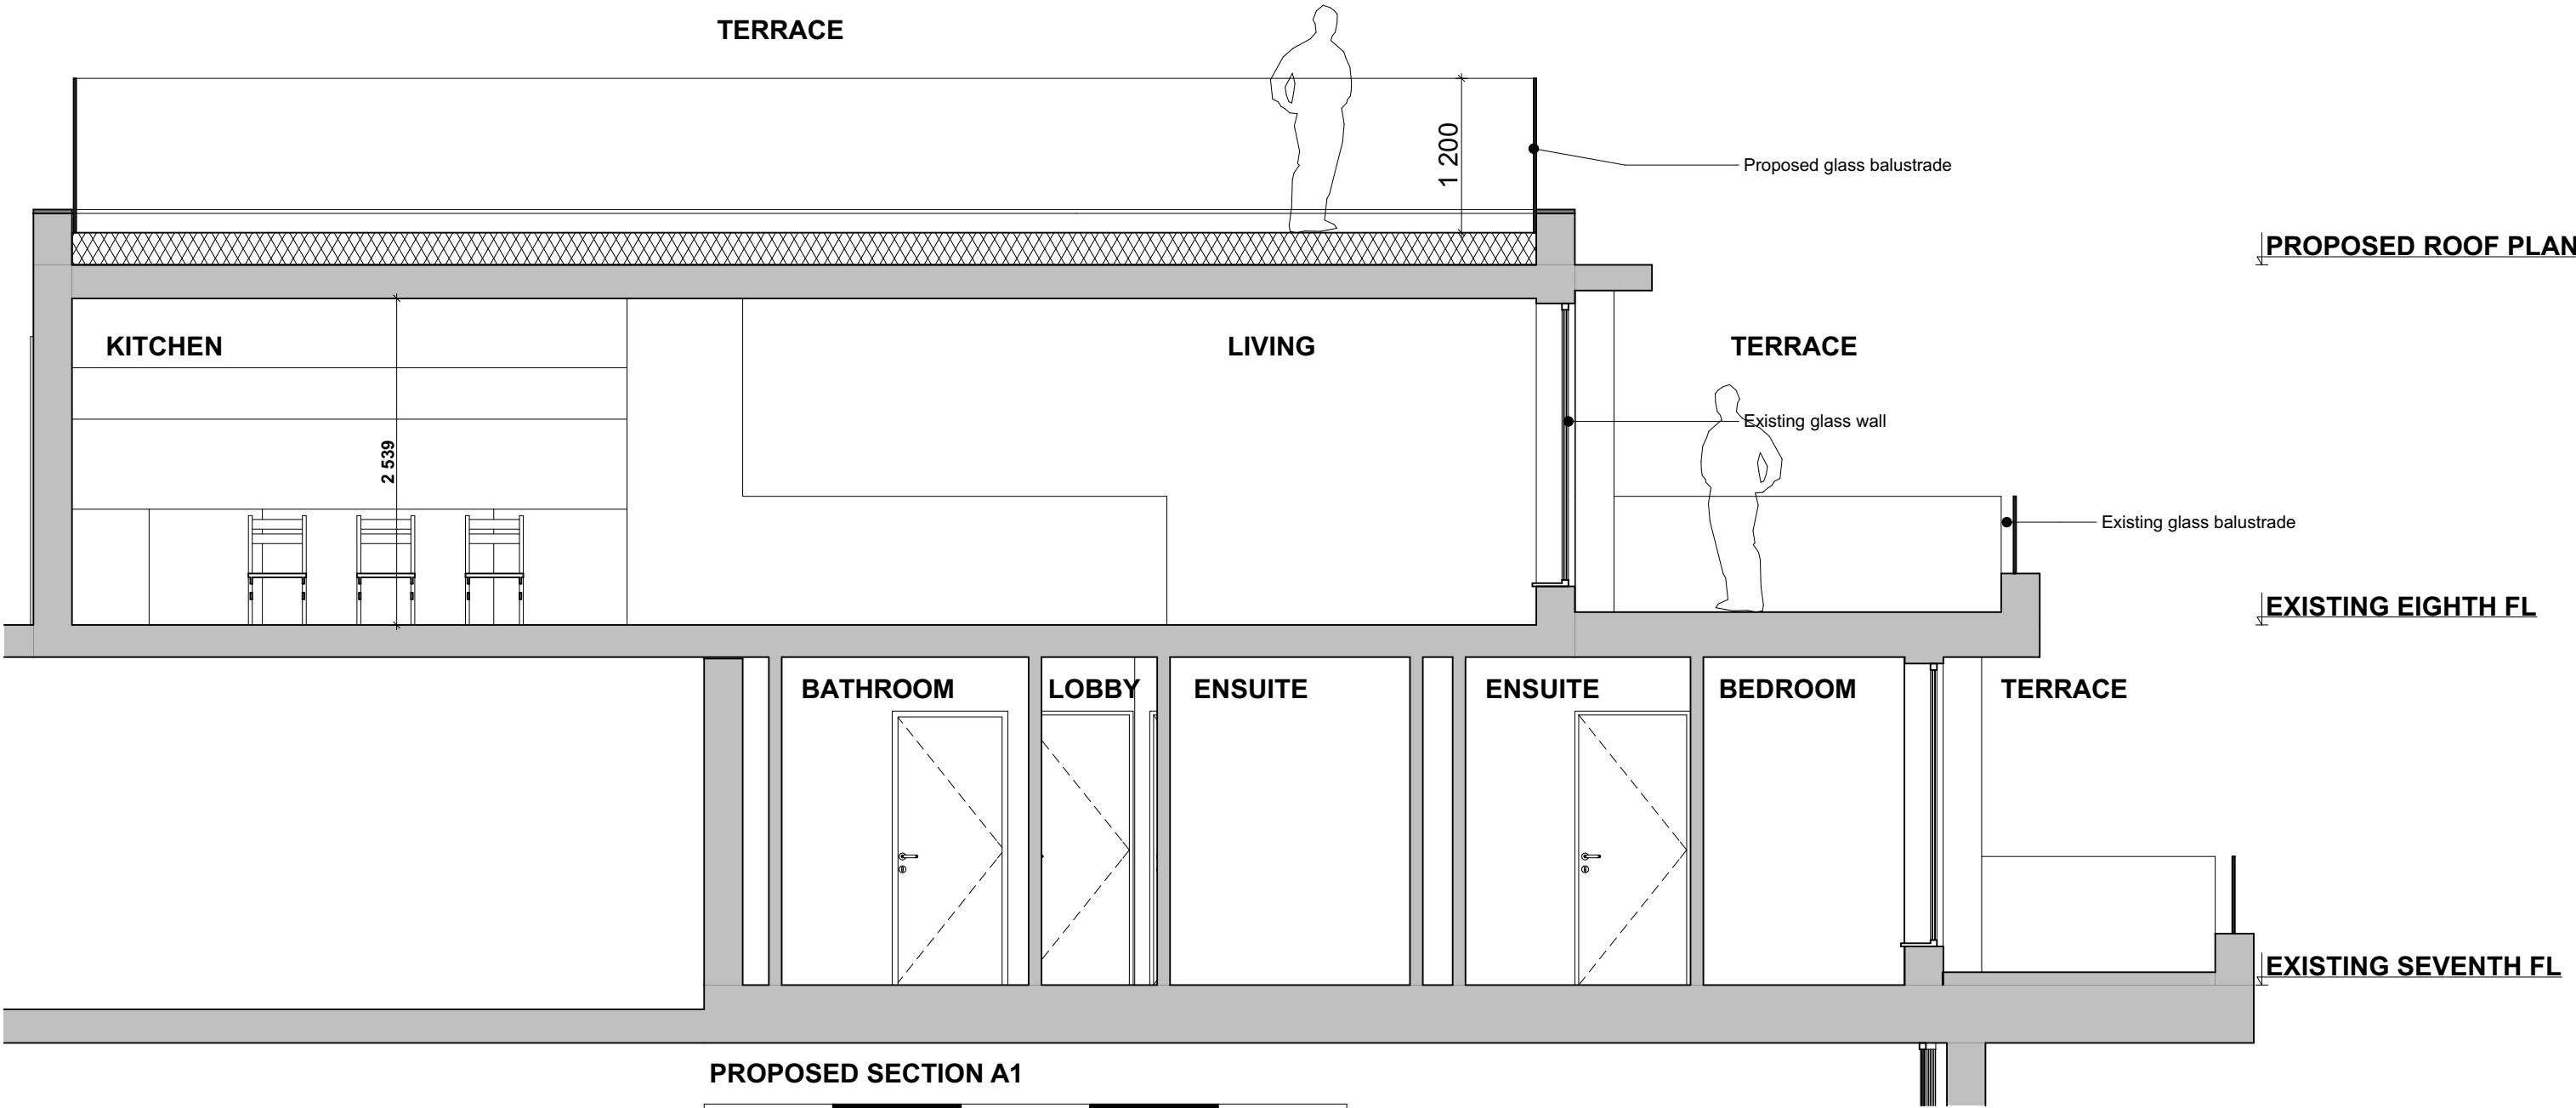 TERRACE
1 200
Proposed glass balustrade
PROPOSED ROOF PLAN
KITCHEN
LIVING
TERRACE
2 539
Existing glass wall
Existing glass balustrade
EXISTING EIGHTH FL
BATHROOM
LOBBY
ENSUITE
ENSUITE
BEDROOM
TERRACE
EXISTING SEVENTH FL
PROPOSED SECTION A1